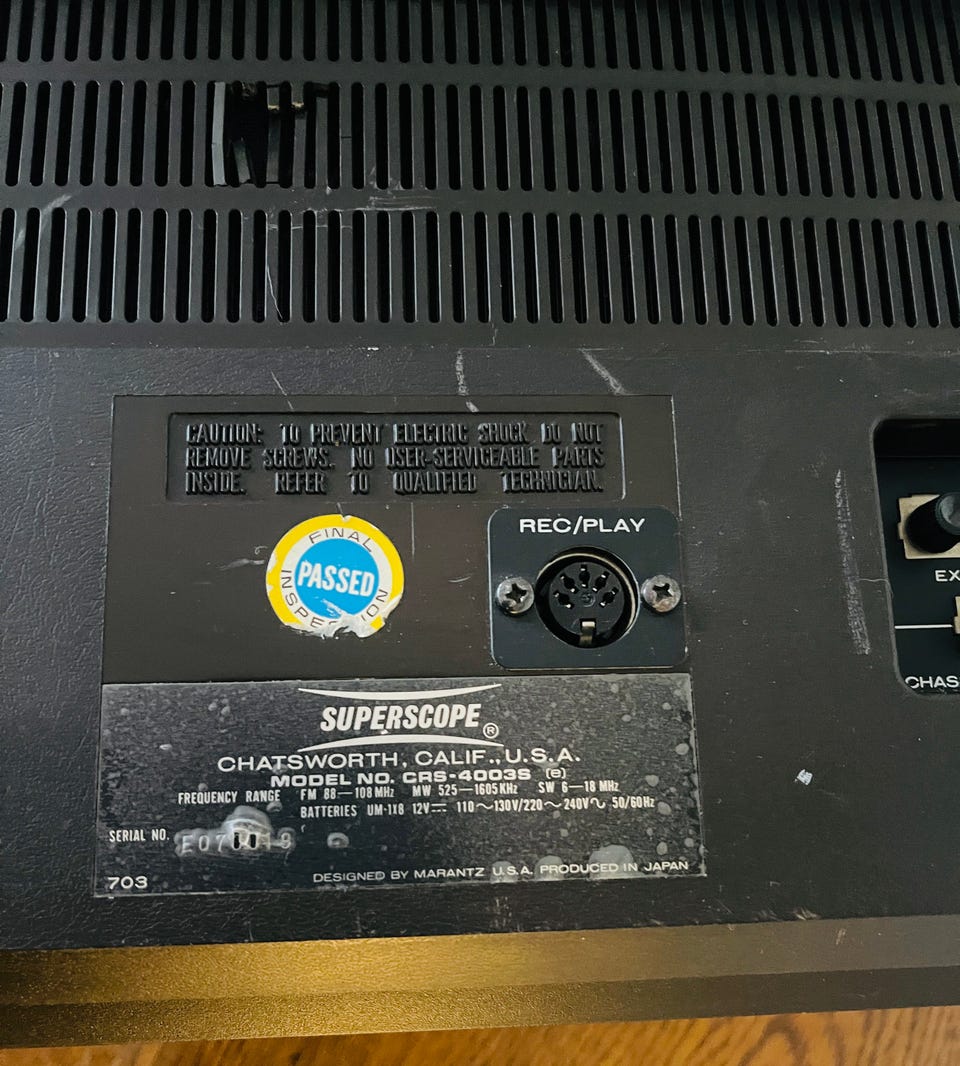 CAUTION: TO PREVENT ELECTRIC SHOCK DO NOT
REMOVE SCREWS. NO USER-SERVICEABLE PARTS
INSIDE. REFER TO QUALIFIED TECHNICIAN.
FINAL
PASSED
REC/PLAY
EX
CHAS
SUPERSCOPE®
CHATSWORTH, CALIF., U.S.A.
MODEL NO. CRS-4003S (e)
FREQUENCY RANGE FM 88—108 MHz MW 525—1605 KHz SW 6—18 MHz
BATTERIES UM-1X8 12V⎓ 110∼130V/220∼240V∿ 50/60Hz
SERIAL NO.
703
DESIGNED BY MARANTZ U.S.A. PRODUCED IN JAPAN